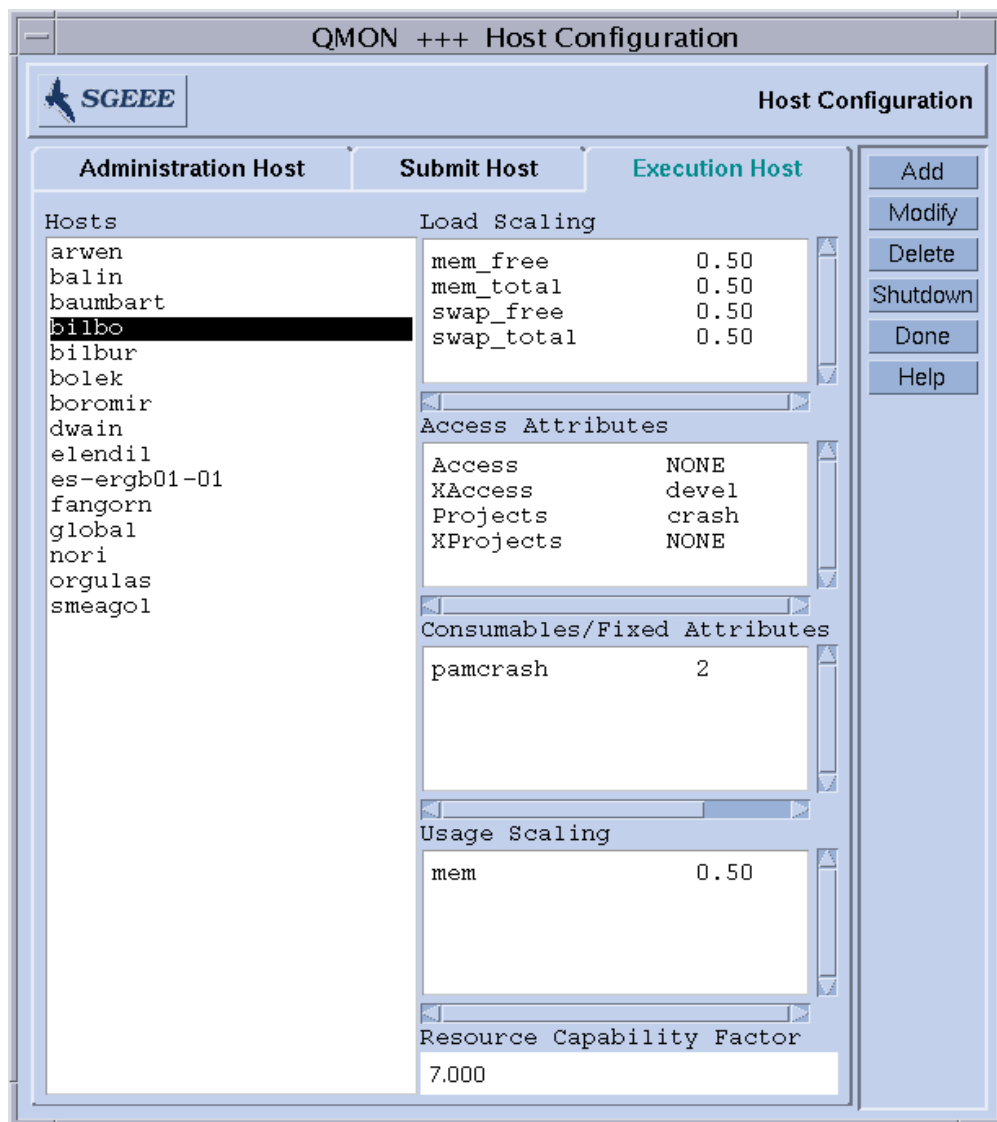 QMON +++ Host Configuration
SGEEE
Host Configuration
Administration Host
Submit Host
Execution Host
Hosts
arwen
balin
baumbart
bilbo
bilbur
bolek
boromir
dwain
elendil
es-ergb01-01
fangorn
global
nori
orgulas
smeagol
Load Scaling
mem_free 0.50
mem_total 0.50
swap_free 0.50
swap_total 0.50
Access Attributes
Access NONE
XAccess devel
Projects crash
XProjects NONE
Consumables/Fixed Attributes
pamcrash 2
Usage Scaling
mem 0.50
Resource Capability Factor
7.000
Add
Modify
Delete
Shutdown
Done
Help